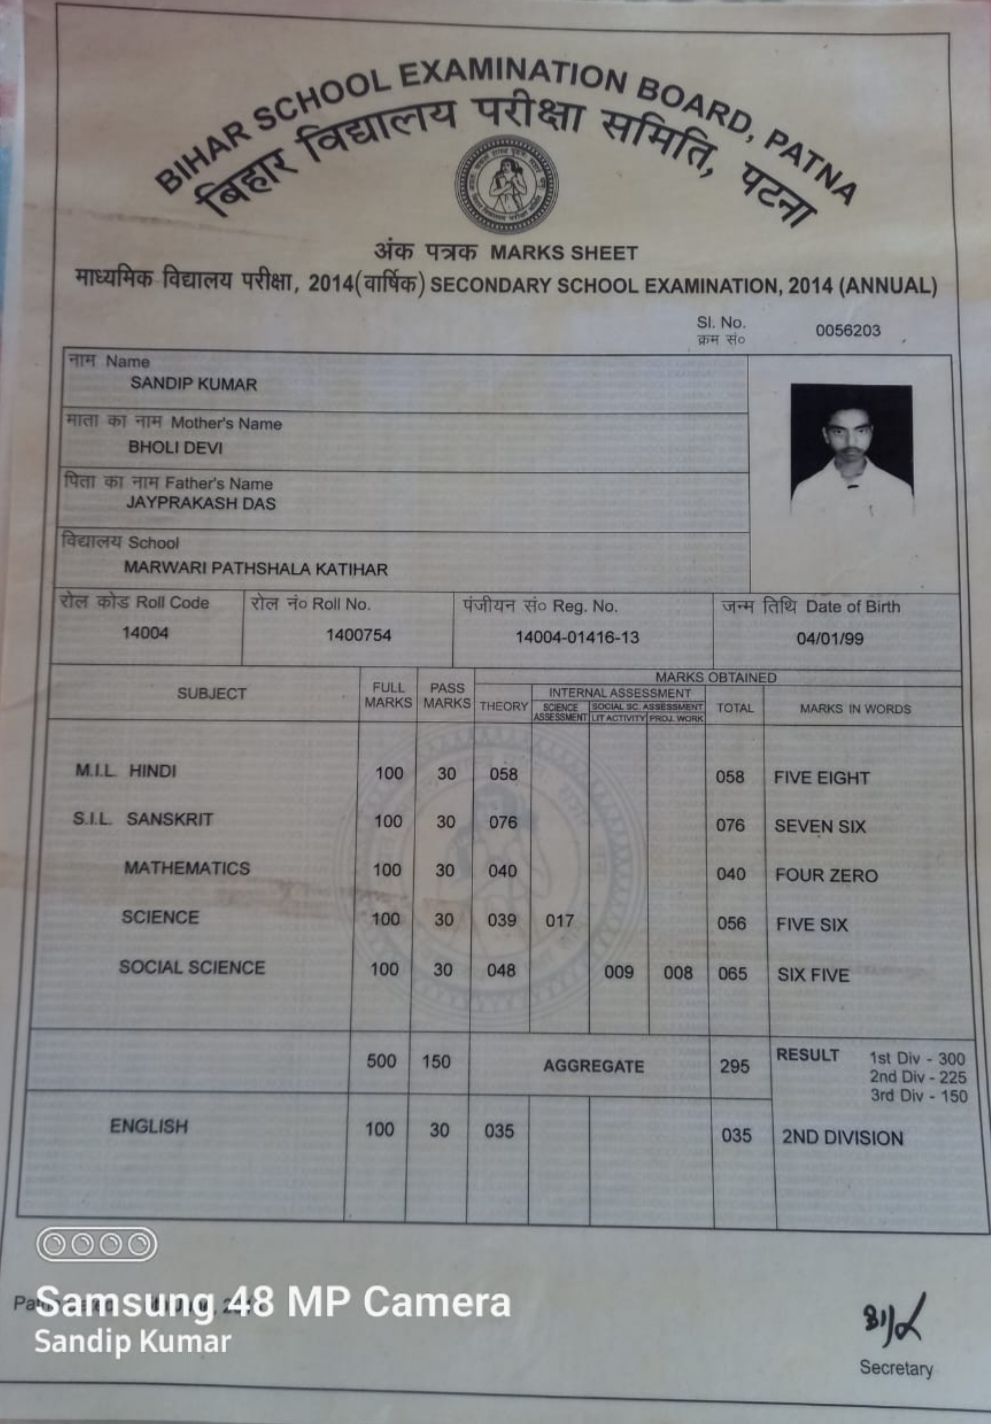 BIHAR SCHOOL EXAMINATION BOARD, PATNA
बिहार विद्यालय परीक्षा समिति, पटना
अंक पत्रक MARKS SHEET
माध्यमिक विद्यालय परीक्षा, 2014(वार्षिक) SECONDARY SCHOOL EXAMINATION, 2014 (ANNUAL)
Sl. No. 0056203
क्रम सं०
नाम Name
SANDIP KUMAR
माता का नाम Mother's Name
BHOLI DEVI
पिता का नाम Father's Name
JAYPRAKASH DAS
विद्यालय School
MARWARI PATHSHALA KATIHAR
रोल कोड Roll Code रोल नं० Roll No. पंजीयन सं० Reg. No. जन्म तिथि Date of Birth
14004 1400754 14004-01416-13 04/01/99
SUBJECT FULL MARKS PASS MARKS MARKS OBTAINED
THEORY INTERNAL ASSESSMENT TOTAL MARKS IN WORDS
SCIENCE ASSESSMENT SOCIAL SC. ASSESSMENT
LIT ACTIVITY PROJ. WORK
M.I.L. HINDI 100 30 058 058 FIVE EIGHT
S.I.L. SANSKRIT 100 30 076 076 SEVEN SIX
MATHEMATICS 100 30 040 040 FOUR ZERO
SCIENCE 100 30 039 017 056 FIVE SIX
SOCIAL SCIENCE 100 30 048 009 008 065 SIX FIVE
500 150 AGGREGATE 295 RESULT 1st Div - 300
2nd Div - 225
3rd Div - 150
ENGLISH 100 30 035 035 2ND DIVISION
Samsung 48 MP Camera
Sandip Kumar
Secretary